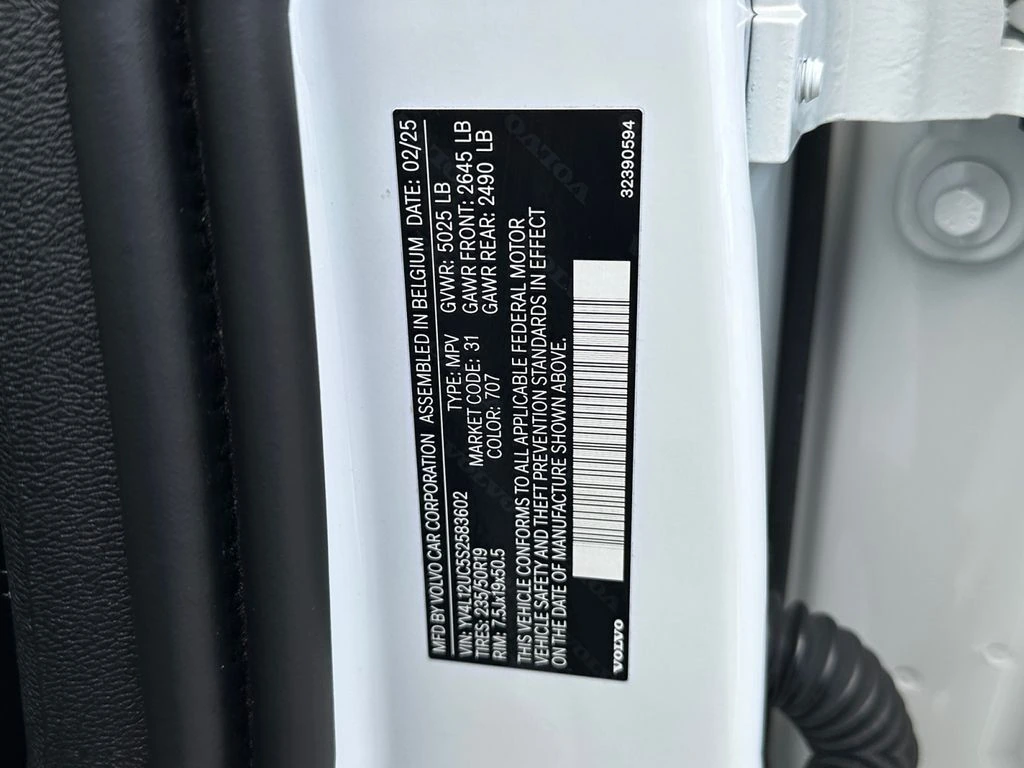 MFD BY VOLVO CAR CORPORATION ASSEMBLED IN BELGIUM DATE: 02/25
VIN: YV4L12UC5S2583602 TYPE: MPV GVWR: 5025 LB
TIRES: 235/50R19 MARKET CODE: 31 GAWR FRONT: 2645 LB
RIM: 7.5Jx19x50.5 COLOR: 707 GAWR REAR: 2490 LB
THIS VEHICLE CONFORMS TO ALL APPLICABLE FEDERAL MOTOR
VEHICLE SAFETY AND THEFT PREVENTION STANDARDS IN EFFECT
ON THE DATE OF MANUFACTURE SHOWN ABOVE.
VOLVO 32390594